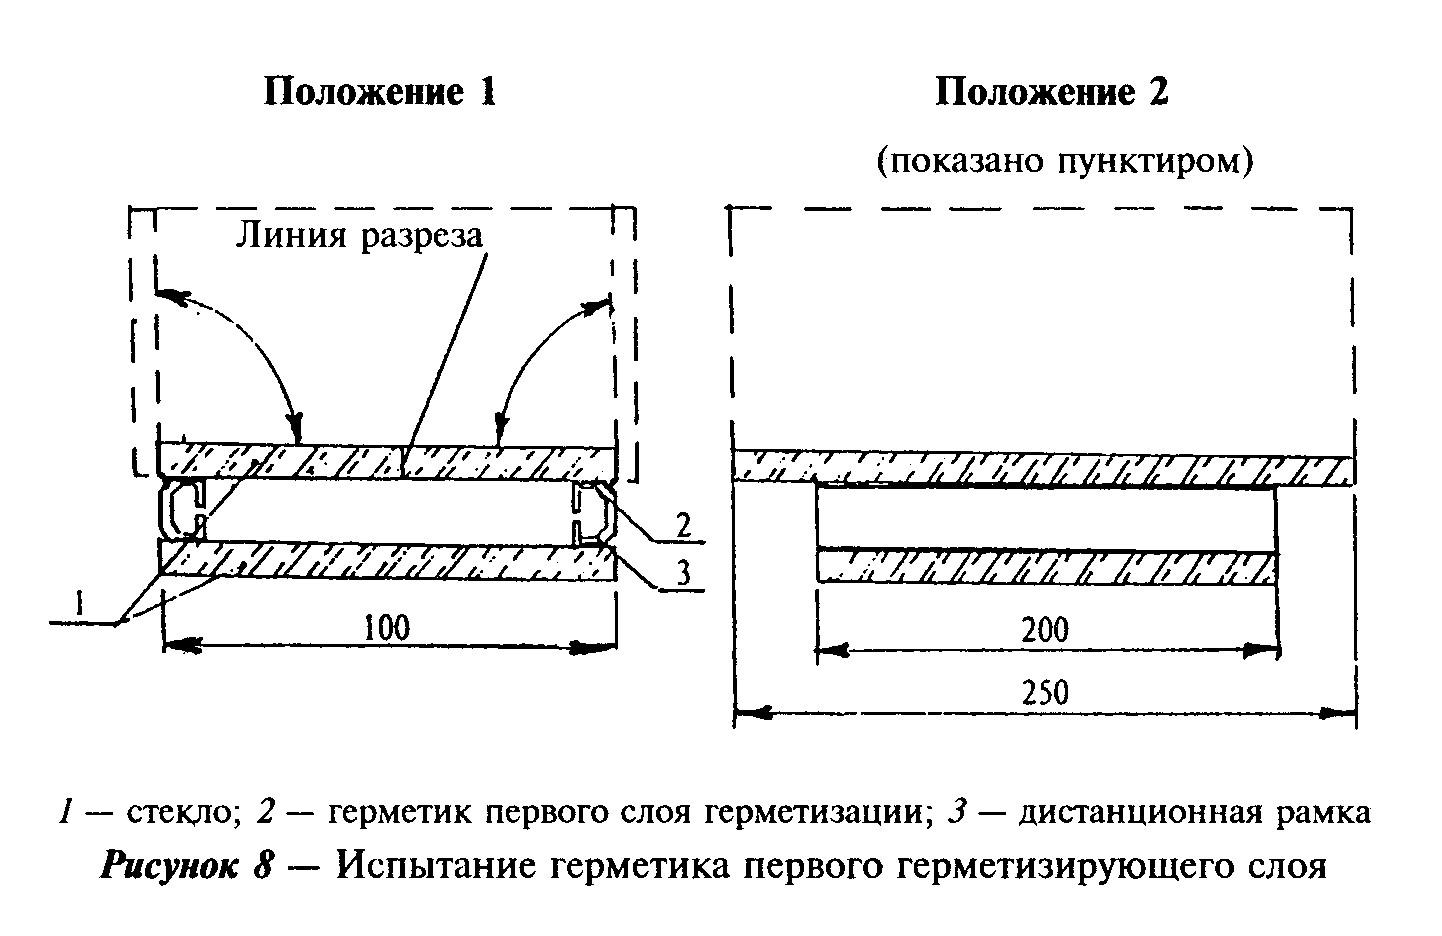 Положение 1
Положение 2
(показано пунктиром)
Линия разреза
2
3
1
100
200
250
1 — стекло; 2 — герметик первого слоя герметизации; 3 — дистанционная рамка
Рисунок 8 — Испытание герметика первого герметизирующего слоя